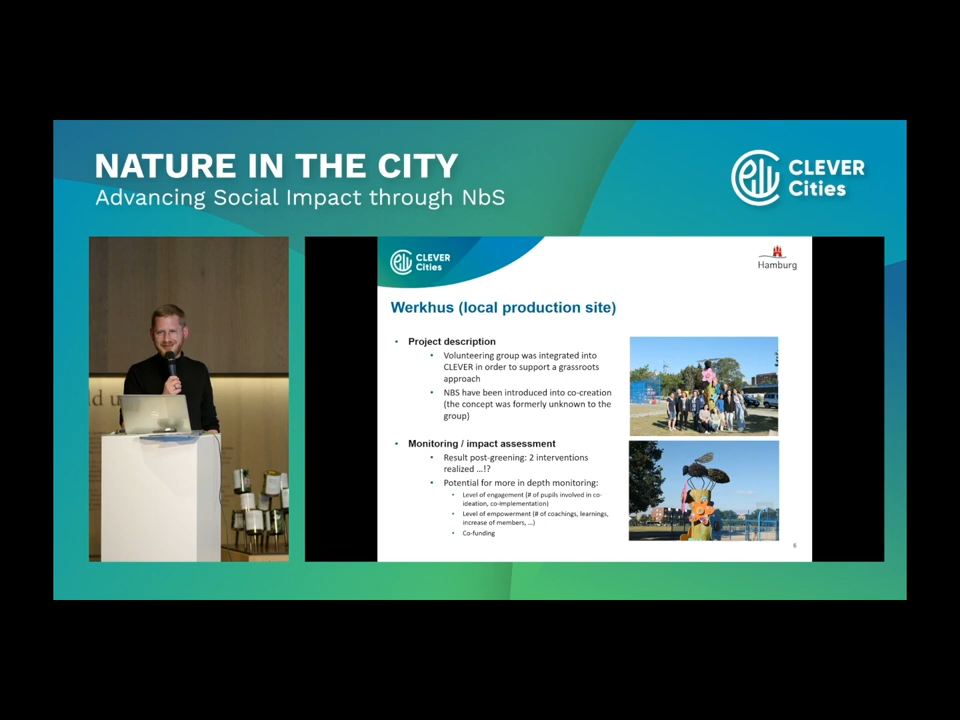 NATURE IN THE CITY
Advancing Social Impact through NbS
CLEVER
Cities
CLEVER
Cities
Hamburg
Werkhus (local production site)
• Project description
• Volunteering group was integrated into
CLEVER in order to support a grassroots
approach
• NBS have been introduced into co-creation
(the concept was formerly unknown to the
group)
• Monitoring / impact assessment
• Result post-greening: 2 interventions
realized ...!?
• Potential for more in depth monitoring:
• Level of engagement (# of pupils involved in co-
ideation, co-implementation)
• Level of empowerment (# of coachings, learnings,
increase of members, ...)
• Co-funding
6